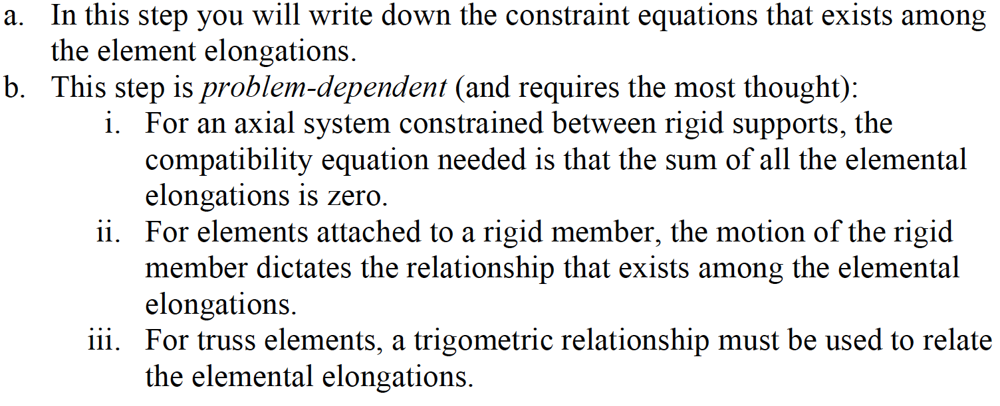 a. In this step you will write down the constraint equations that exists among
the element elongations.
b. This step is problem-dependent (and requires the most thought):
i. For an axial system constrained between rigid supports, the
compatibility equation needed is that the sum of all the elemental
elongations is zero.
ii. For elements attached to a rigid member, the motion of the rigid
member dictates the relationship that exists among the elemental
elongations.
iii. For truss elements, a trigometric relationship must be used to relate
the elemental elongations.